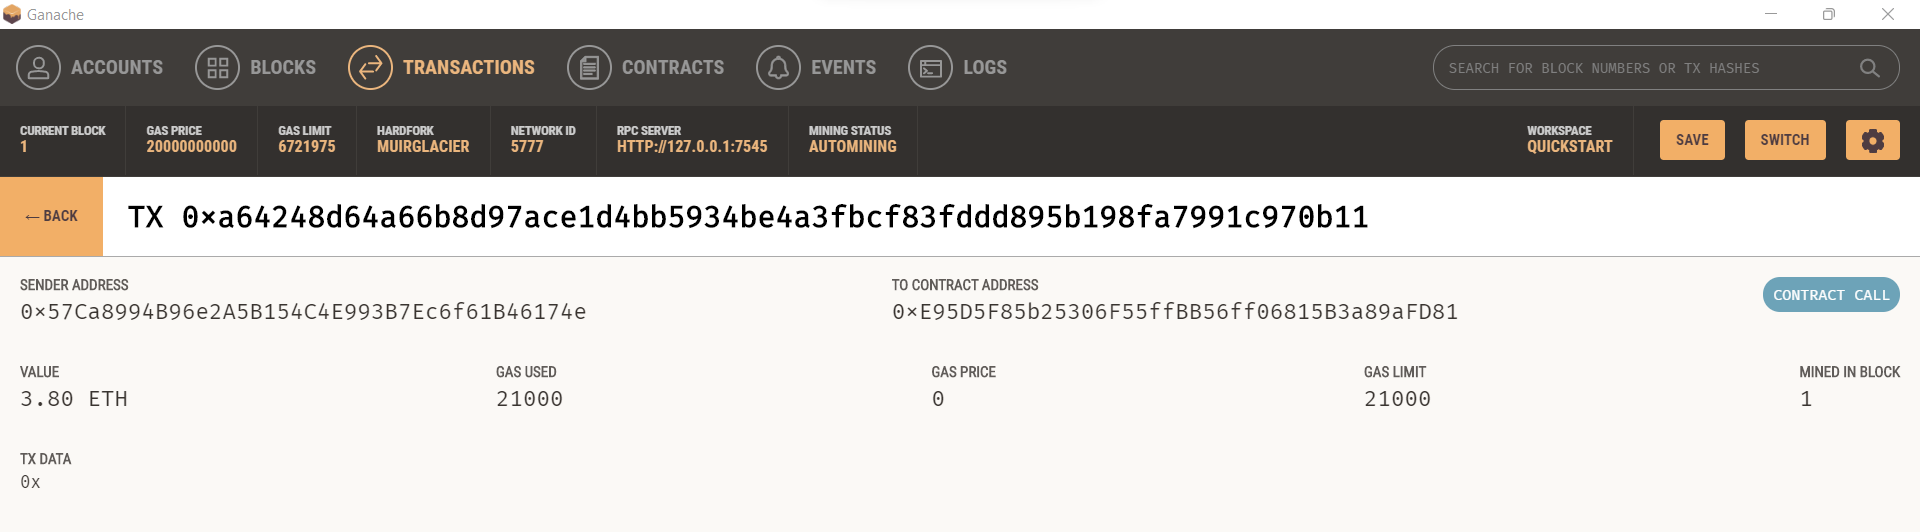 Ganache
ACCOUNTS BLOCKS TRANSACTIONS CONTRACTS EVENTS LOGS SEARCH FOR BLOCK NUMBERS OR TX HASHES
CURRENT BLOCK GAS PRICE GAS LIMIT HARDFORK NETWORK ID RPC SERVER MINING STATUS WORKSPACE
1 20000000000 6721975 MUIRGLACIER 5777 HTTP://127.0.0.1:7545 AUTOMINING QUICKSTART SAVE SWITCH
← BACK TX 0×a64248d64a66b8d97ace1d4bb5934be4a3fbcf83fddd895b198fa7991c970b11
SENDER ADDRESS TO CONTRACT ADDRESS
0×57Ca8994B96e2A5B154C4E993B7Ec6f61B46174e 0×E95D5F85b25306F55ffBB56ff06815B3a89aFD81 CONTRACT CALL
VALUE GAS USED GAS PRICE GAS LIMIT MINED IN BLOCK
3.80 ETH 21000 0 21000 1
TX DATA
0x